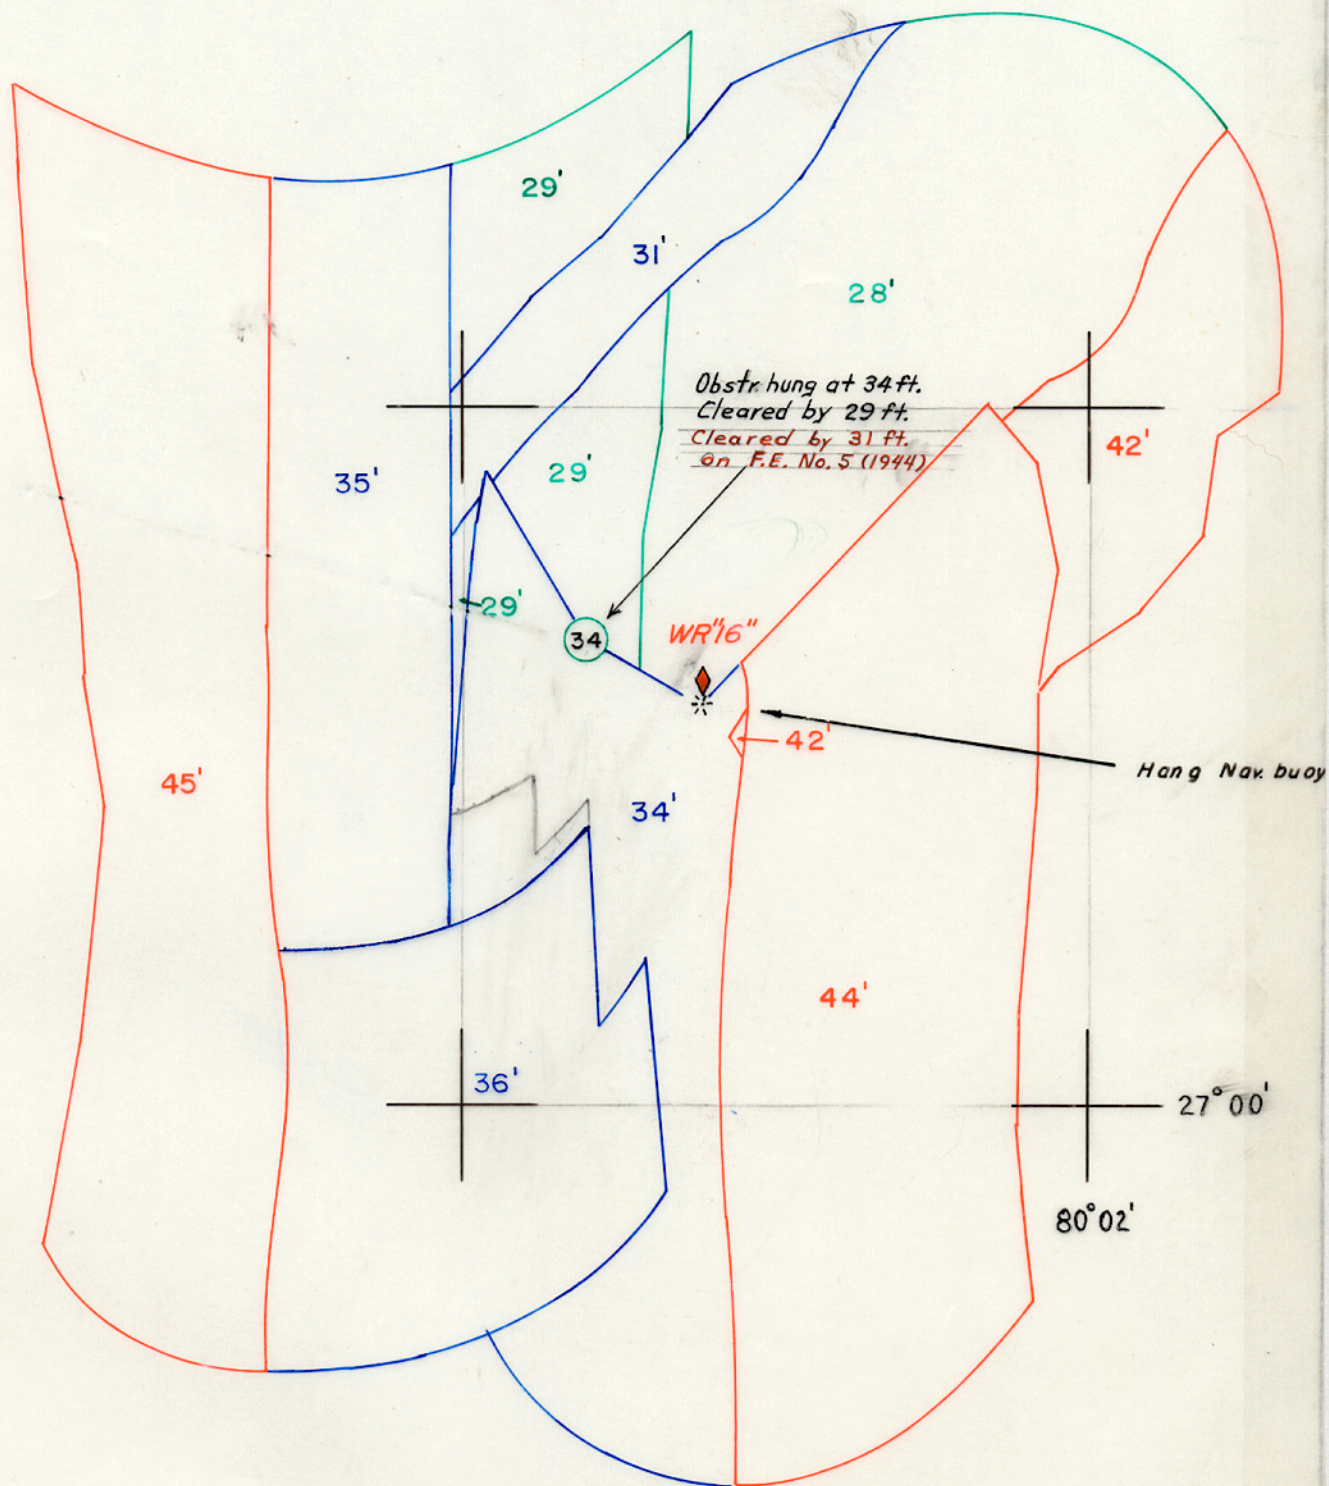 29'
31'
28'
Obstr. hung at 34 ft.
Cleared by 29 ft.
Cleared by 31 ft.
on F.E. No. 5 (1944)
42'
35'
29'
29'
34
WR"16"
42'
Hang Nav. buoy
45'
34'
44'
36'
27°00'
80°02'